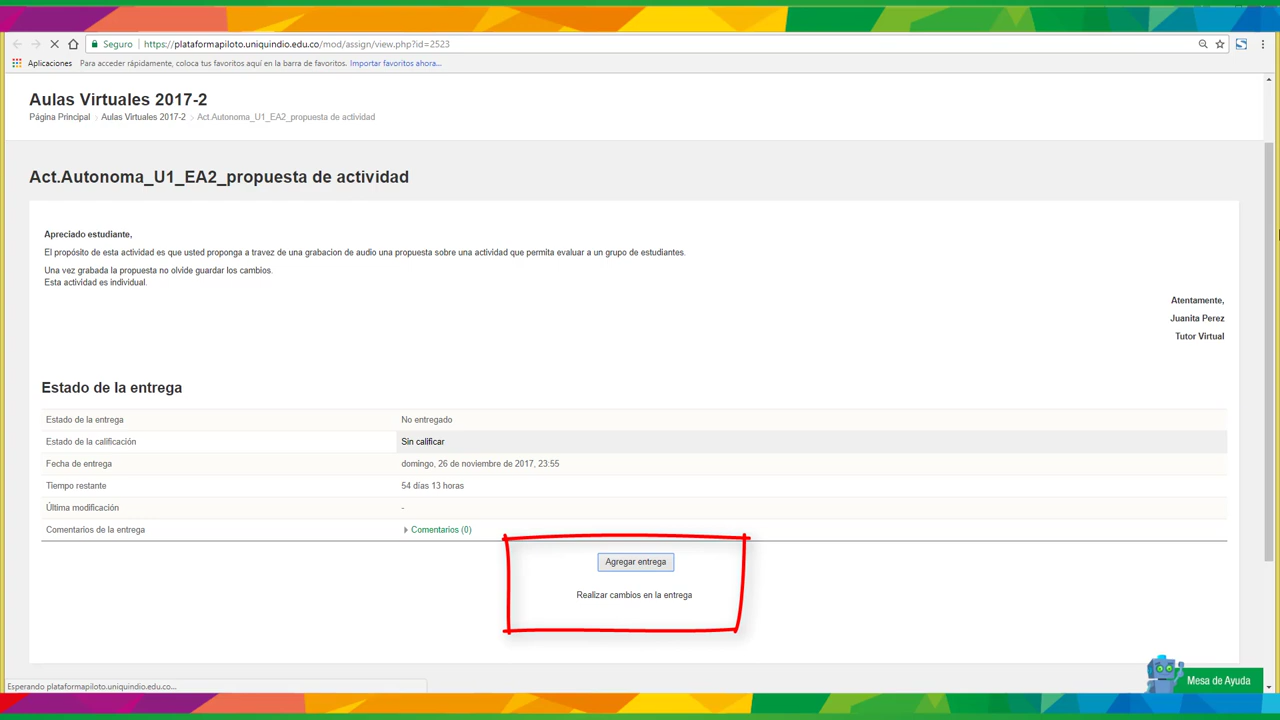 Seguro https://plataformapiloto.uniquindio.edu.co/mod/assign/view.php?id=2523
Aplicaciones Para acceder rápidamente, coloca tus favoritos aquí en la barra de favoritos. Importar favoritos ahora...
Aulas Virtuales 2017-2
Página Principal Aulas Virtuales 2017-2 Act.Autonoma_U1_EA2_propuesta de actividad
Act.Autonoma_U1_EA2_propuesta de actividad
Apreciado estudiante,
El propósito de esta actividad es que usted proponga a travez de una grabacion de audio una propuesta sobre una actividad que permita evaluar a un grupo de estudiantes.
Una vez grabada la propuesta no olvide guardar los cambios.
Esta actividad es individual.
Atentamente,
Juanita Perez
Tutor Virtual
Estado de la entrega
Estado de la entrega No entregado
Estado de la calificación Sin calificar
Fecha de entrega domingo, 26 de noviembre de 2017, 23:55
Tiempo restante 54 días 13 horas
Última modificación -
Comentarios de la entrega Comentarios (0)
Agregar entrega
Realizar cambios en la entrega
Mesa de Ayuda
Esperando plataformapiloto.uniquindio.edu.co...